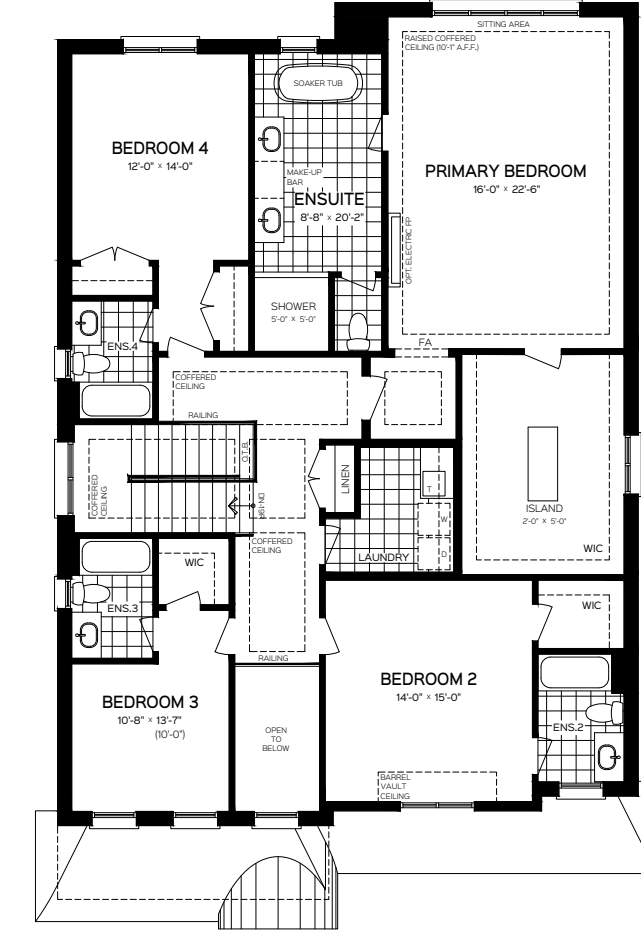 SITTING AREA
RAISED COFFERED
CEILING (10'-1" A.F.F.)
SOAKER TUB
BEDROOM 4
12'-0" × 14'-0"
MAKE-UP
BAR
ENSUITE
8'-8" × 20'-2"
PRIMARY BEDROOM
16'-0" × 22'-6"
OPT. ELECTRIC FP
SHOWER
5'-0" × 5'-0"
ENS.4
FA
COFFERED
CEILING
RAILING
O.T.B.
COFFERED
CEILING
DN-19R
LINEN
T
W
D
LAUNDRY
ISLAND
2'-0" × 5'-0"
WIC
COFFERED
CEILING
WIC
ENS.3
WIC
RAILING
BEDROOM 3
10'-8" × 13'-7"
(10'-0")
OPEN
TO
BELOW
BEDROOM 2
14'-0" × 15'-0"
ENS.2
BARREL
VAULT
CEILING